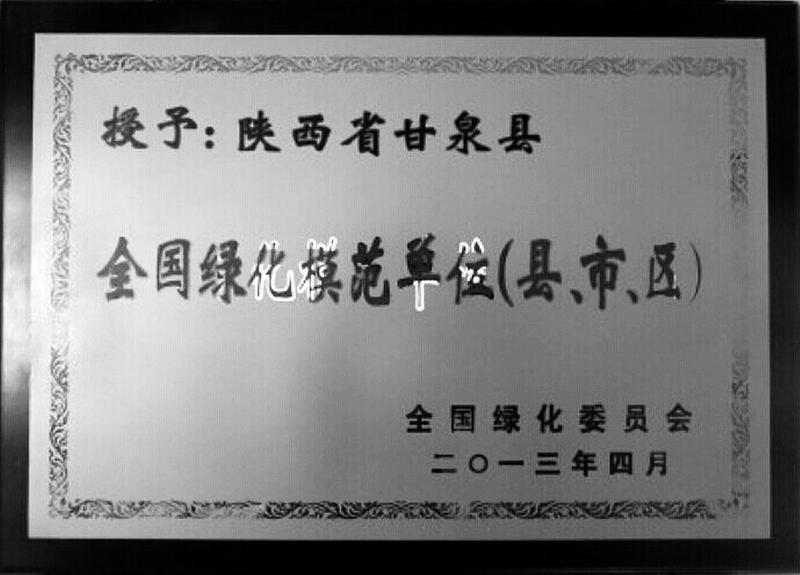 授予:陕西省甘泉县
全国绿化模范单位(县、市、区)
全国绿化委员会
二〇一三年四月